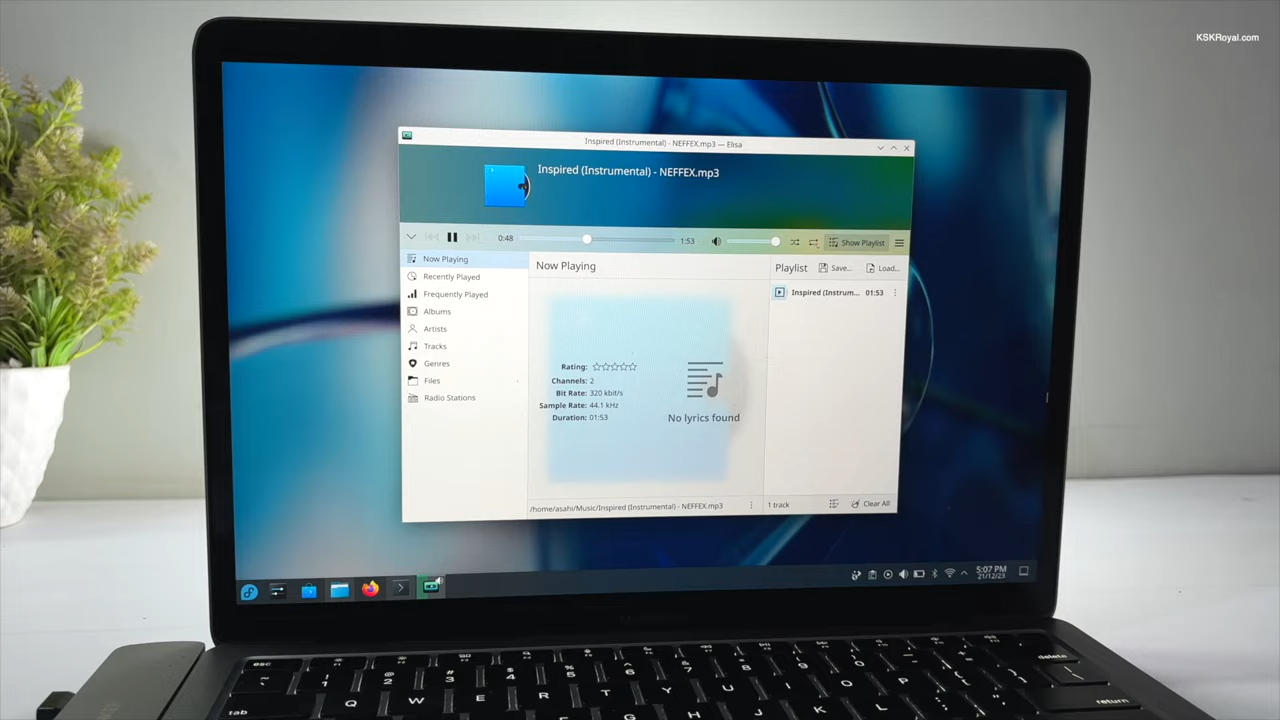 KSKRoyal.com
Inspired (Instrumental) - NEFFEX.mp3 — Elisa
Inspired (Instrumental) - NEFFEX.mp3
0:48
1:53
Show Playlist
Now Playing
Recently Played
Frequently Played
Albums
Artists
Tracks
Genres
Files
Radio Stations
Now Playing
Rating:
Channels: 2
Bit Rate: 320 kbit/s
Sample Rate: 44.1 kHz
Duration: 01:53
No lyrics found
/home/asahi/Music/Inspired (Instrumental) - NEFFEX.mp3
Playlist
Save...
Load...
Inspired (Instrum... 01:53
1 track
Clear All
5:07 PM
21/12/23
esc
delete
tab
Q W E R T Y U I O P
return
F G H J K L